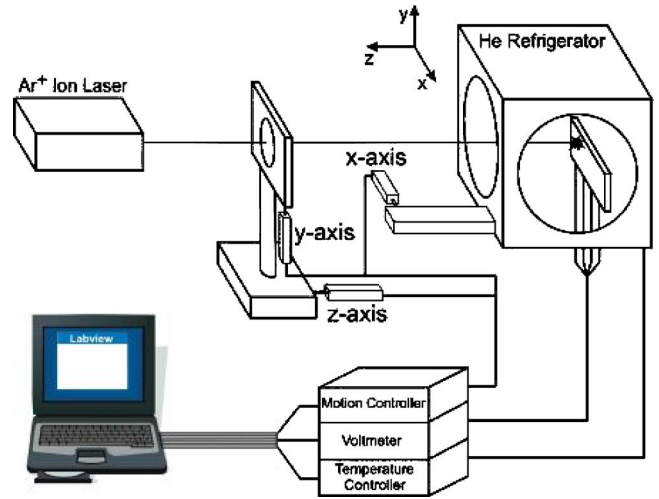 y
z
x
He Refrigerator
Ar+ Ion Laser
x-axis
y-axis
z-axis
Labview
Motion Controller
Voltmeter
Temperature
Controller